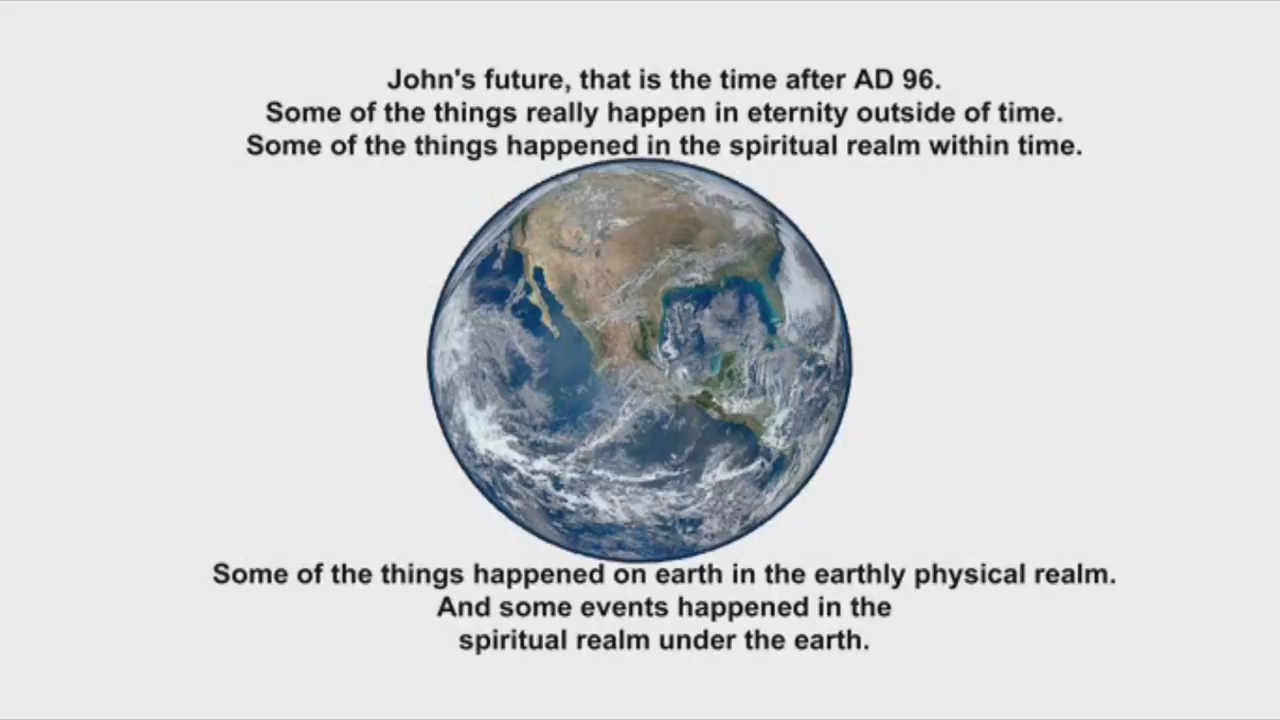 John's future, that is the time after AD 96.
Some of the things really happen in eternity outside of time.
Some of the things happened in the spiritual realm within time.
Some of the things happened on earth in the earthly physical realm.
And some events happened in the
spiritual realm under the earth.